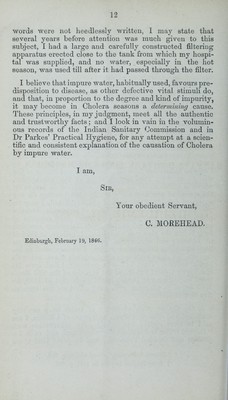 12
words were not heedlessly written, I may state that
several years before attention was much given to this
subject, I had a large and carefully constructed filtering
apparatus erected close to the tank from which my hospi-
tal was supplied, and no water, especially in the hot
season, was used till after it had passed through the filter.
I believe that impure water, habitually used, favours pre-
disposition to disease, as other defective vital stimuli do,
and that, in proportion to the degree and kind of impurity,
it may become in Cholera seasons a determining cause.
These principles, in my judgment, meet all the authentic
and trustworthy facts; and I look in vain in the volumin-
ous records of the Indian Sanitary Commission and in
Dr Parkes' Practical Hygiene, for any attempt at a scien-
tific and consistent explanation of the causation of Cholera
by impure water.
I am,
SIR,
Your obedient Servant,
C. MOREHEAD.
Edinburgh, February 19, 1866.